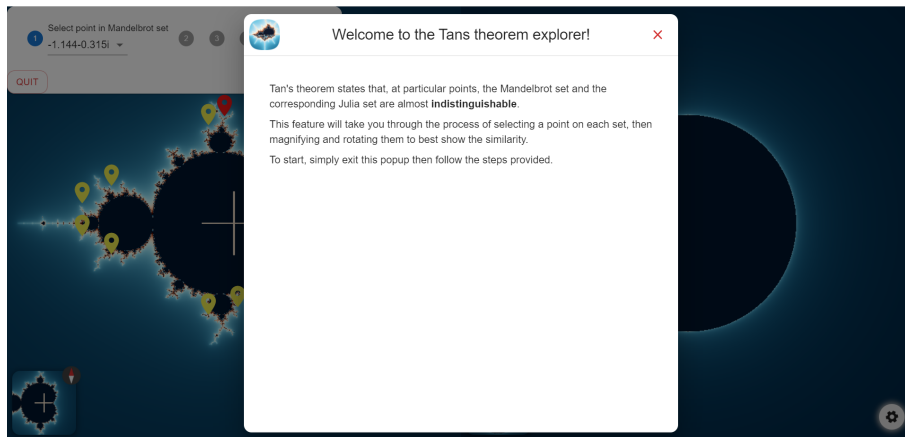 Select point in Mandelbrot set
1
-1.144-0.315i
2
3
QUIT
Welcome to the Tans theorem explorer!
Tan's theorem states that, at particular points, the Mandelbrot set and the
corresponding Julia set are almost indistinguishable.
This feature will take you through the process of selecting a point on each set, then
magnifying and rotating them to best show the similarity.
To start, simply exit this popup then follow the steps provided.